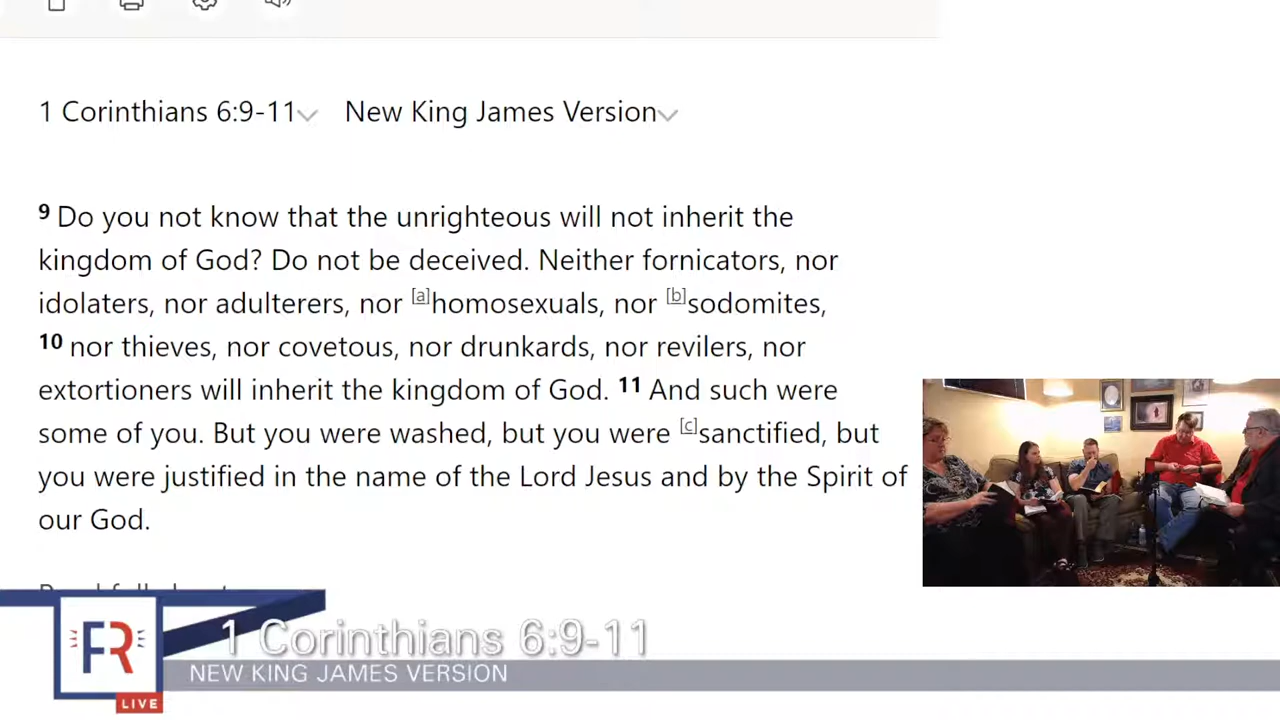 1 Corinthians 6:9-11 New King James Version
9 Do you not know that the unrighteous will not inherit the
kingdom of God? Do not be deceived. Neither fornicators, nor
idolaters, nor adulterers, nor [a]homosexuals, nor [b]sodomites,
10 nor thieves, nor covetous, nor drunkards, nor revilers, nor
extortioners will inherit the kingdom of God. 11 And such were
some of you. But you were washed, but you were [c]sanctified, but
you were justified in the name of the Lord Jesus and by the Spirit of
our God.
FR
LIVE
1 Corinthians 6:9-11
NEW KING JAMES VERSION